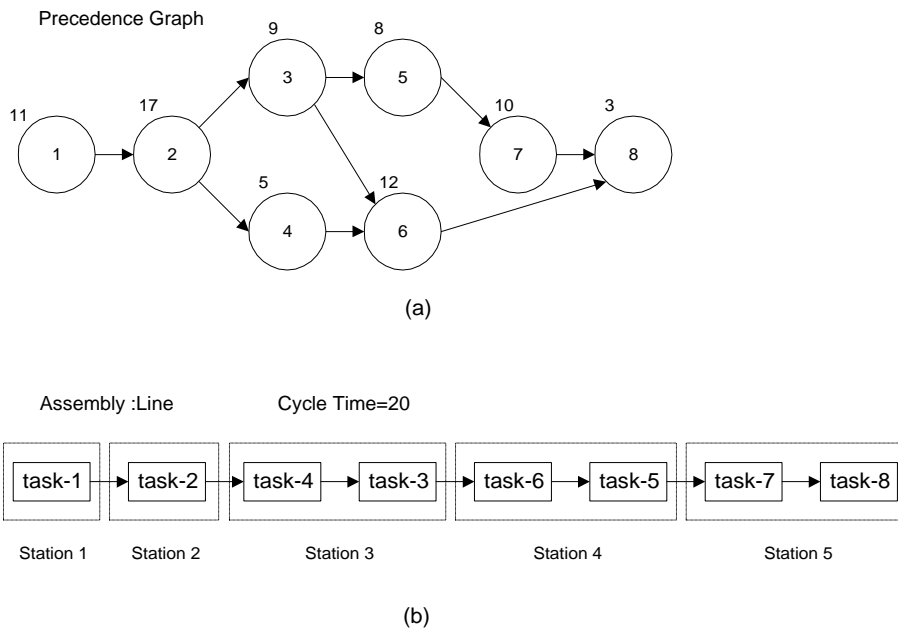 Precedence Graph
9
8
3
5
11
17
10
3
1
2
7
8
5
12
4
6
(a)
Assembly :Line
Cycle Time=20
task-1
task-2
task-4
task-3
task-6
task-5
task-7
task-8
Station 1
Station 2
Station 3
Station 4
Station 5
(b)